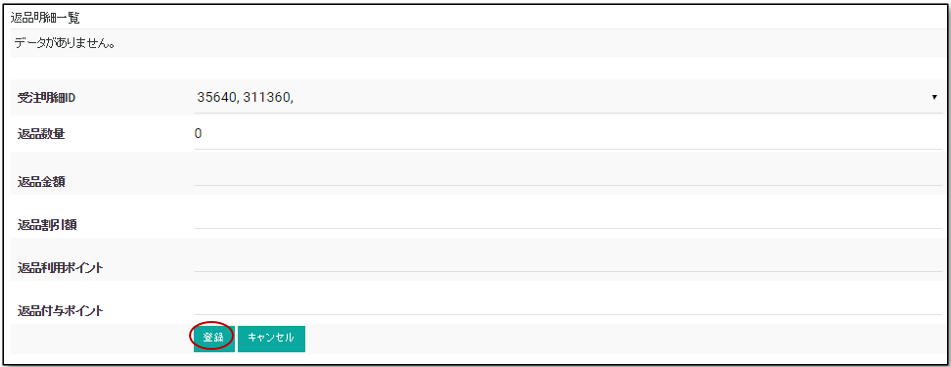 返品明細一覧
データがありません。
受注明細ID 35640, 311360, ▼
返品数量 0
返品金額
返品割引額
返品利用ポイント
返品付与ポイント
登録 キャンセル